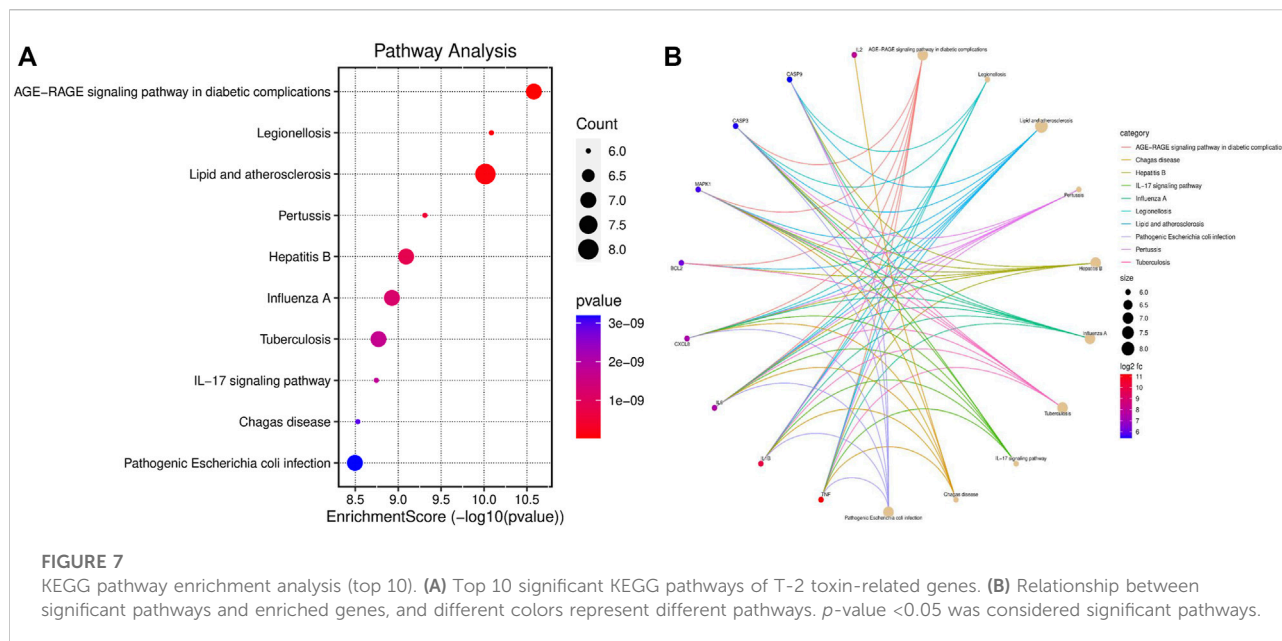 A
Pathway Analysis
AGE−RAGE signaling pathway in diabetic complications
Legionellosis
Lipid and atherosclerosis
Pertussis
Hepatitis B
Influenza A
Tuberculosis
IL−17 signaling pathway
Chagas disease
Pathogenic Escherichia coli infection
8.5 9.0 9.5 10.0 10.5
EnrichmentScore (−log10(pvalue))
Count
6.0
6.5
7.0
7.5
8.0
pvalue
3e−09
2e−09
1e−09
B
IL2
AGE−RAGE signaling pathway in diabetic complications
CASP9
Legionellosis
CASP3
Lipid and atherosclerosis
MAPK1
Pertussis
BCL2
Hepatitis B
CXCL8
Influenza A
Tuberculosis
IL1B
IL−17 signaling pathway
TNF
Chagas disease
Pathogenic Escherichia coli infection
category
AGE−RAGE signaling pathway in diabetic complicatio
Chagas disease
Hepatitis B
IL−17 signaling pathway
Influenza A
Legionellosis
Lipid and atherosclerosis
Pathogenic Escherichia coli infection
Pertussis
Tuberculosis
size
6.0
6.5
7.0
7.5
8.0
log2 fc
11
10
9
8
7
6
FIGURE 7
KEGG pathway enrichment analysis (top 10). (A) Top 10 significant KEGG pathways of T-2 toxin-related genes. (B) Relationship between
significant pathways and enriched genes, and different colors represent different pathways. p-value <0.05 was considered significant pathways.